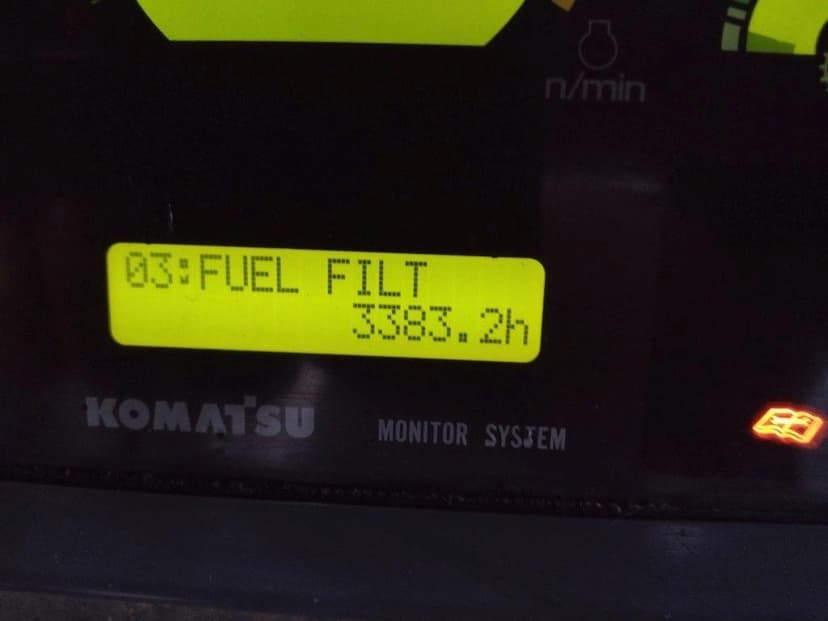 n/min
03:FUEL FILT
3383.2h
KOMATSU
MONITOR SYSTEM